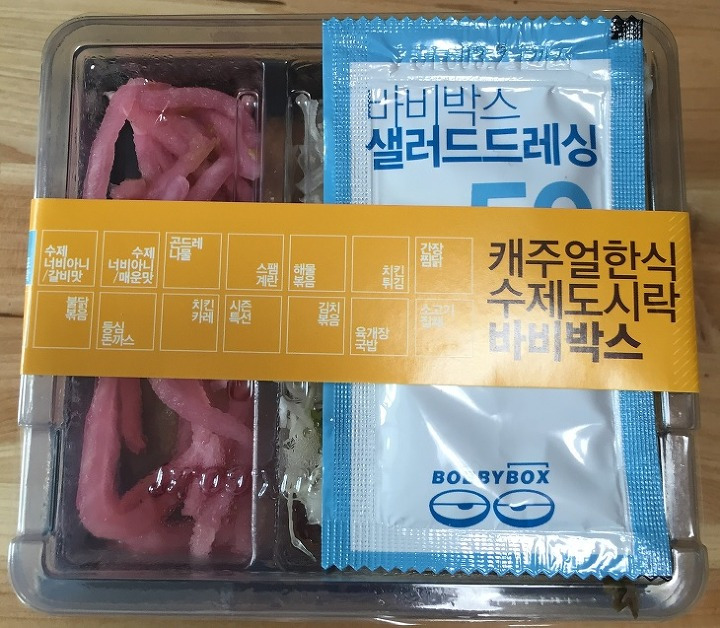 바비박스
샐러드드레싱
캐주얼한식
수제도시락
바비박스
수제
너비아니
/갈비맛
수제
너비아니
/매운맛
곤드레
나물
스팸
계란
해물
볶음
치킨
튀김
간장
찜닭
불닭
볶음
등심
돈까스
치킨
카레
시즌
특선
김치
볶음
육개장
국밥
소고기
BOBBYBOX